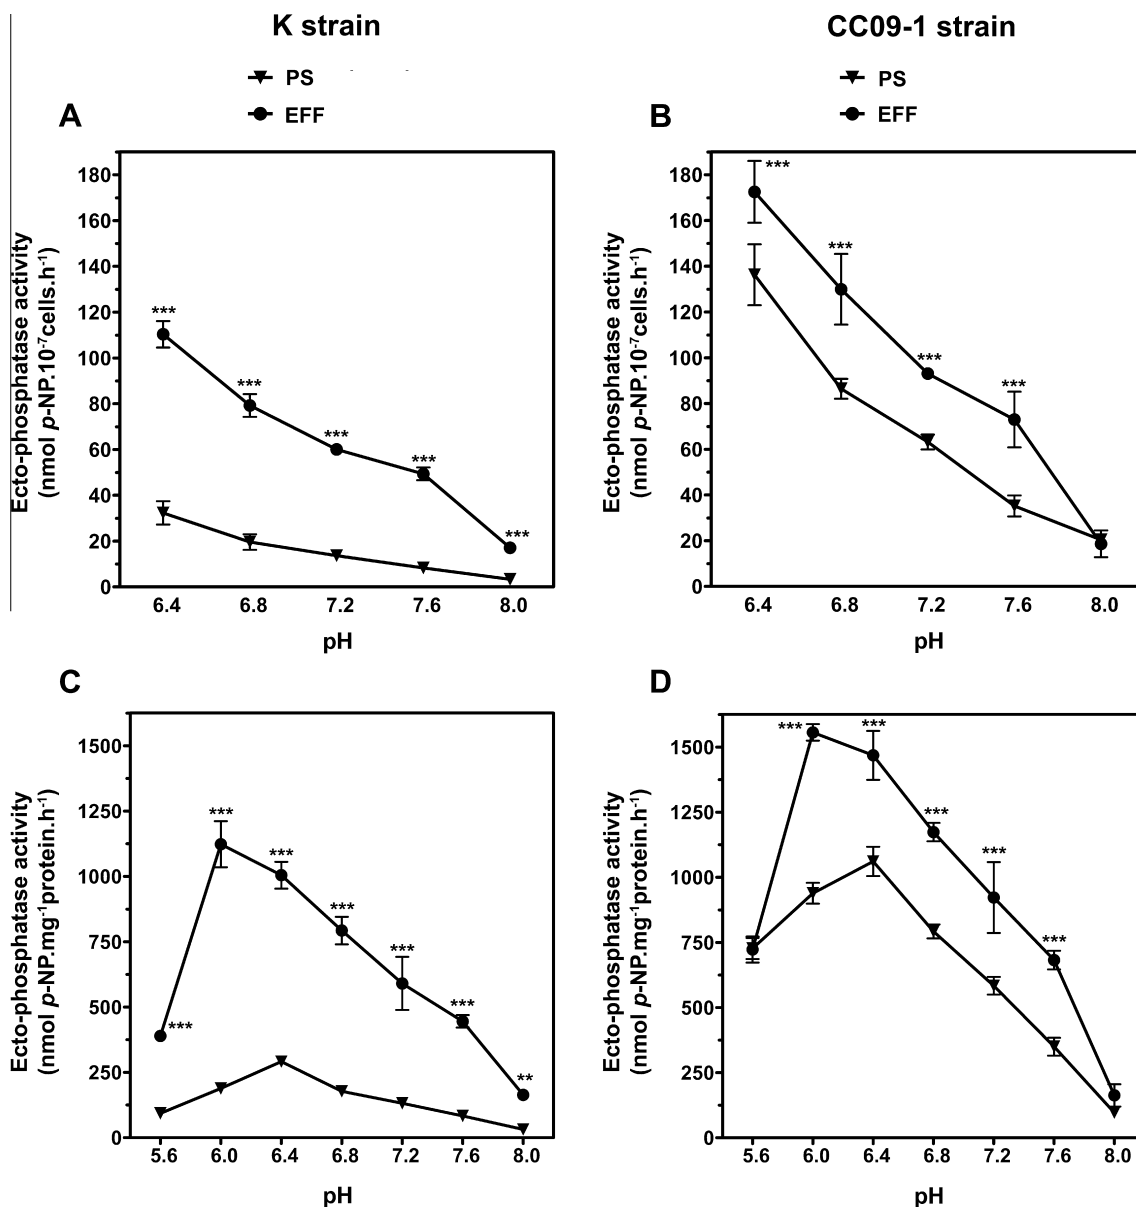 K strain
CC09-1 strain
PS
EFF
PS
EFF
A
Ecto-phosphatase activity
(nmol p-NP.10⁻⁷cells.h⁻¹)
180
160
140
120
100
80
60
40
20
0
***
***
***
***
***
6.4 6.8 7.2 7.6 8.0
pH
B
Ecto-phosphatase activity
(nmol p-NP.10⁻⁷cells.h⁻¹)
180
160
140
120
100
80
60
40
20
0
***
***
***
***
6.4 6.8 7.2 7.6 8.0
pH
C
Ecto-phosphatase activity
(nmol p-NP.mg⁻¹protein.h⁻¹)
1500
1250
1000
750
500
250
0
***
***
***
***
***
***
**
5.6 6.0 6.4 6.8 7.2 7.6 8.0
pH
D
Ecto-phosphatase activity
(nmol p-NP.mg⁻¹protein.h⁻¹)
1500
1250
1000
750
500
250
0
***
***
***
***
***
5.6 6.0 6.4 6.8 7.2 7.6 8.0
pH